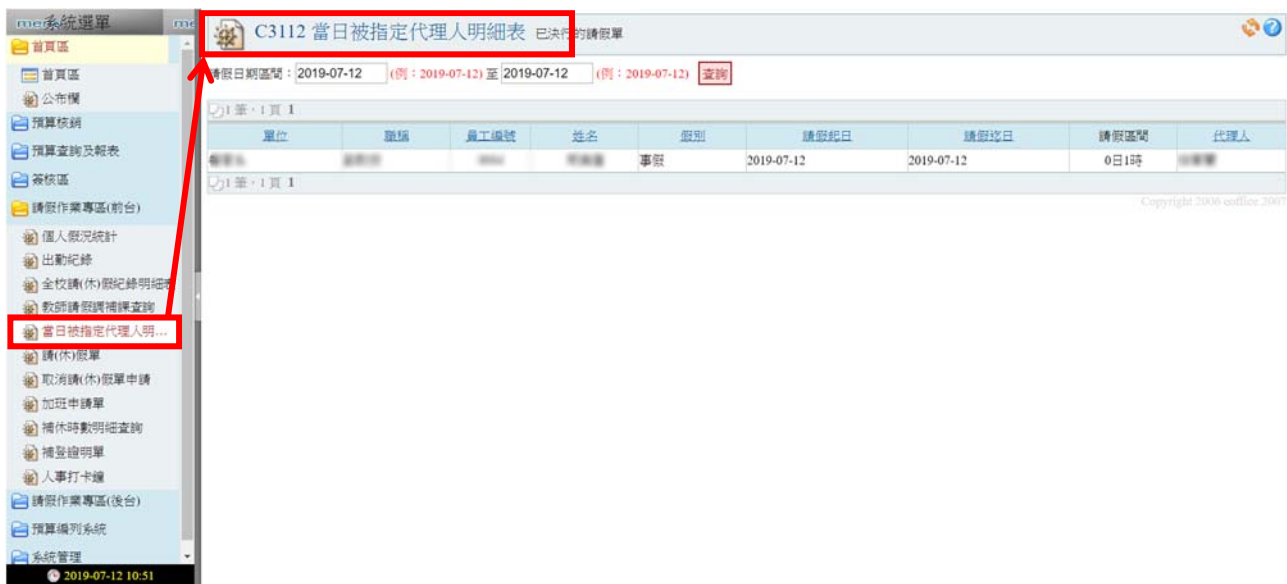 系統選單
首頁區
首頁區
公布欄
預算核銷
預算查詢及報表
簽核區
請假作業專區(前台)
個人假況統計
出勤紀錄
全校請(休)假紀錄明細表
教師請假調補課查詢
當日被指定代理人明...
請(休)假單
取消請(休)假單申請
加班申請單
補休時數明細查詢
補登證明單
人事打卡鐘
請假作業專區(後台)
預算編列系統
系統管理
2019-07-12 10:51
C3112 當日被指定代理人明細表 已決行的請假單
請假日期區間：2019-07-12 (例：2019-07-12) 至 2019-07-12 (例：2019-07-12) 查詢
1 筆，1 頁 1
單位 職稱 員工編號 姓名 假別 請假起日 請假迄日 請假區間 代理人
事假 2019-07-12 2019-07-12 0日1時
1 筆，1 頁 1
Copyright 2006 eoffice 2007